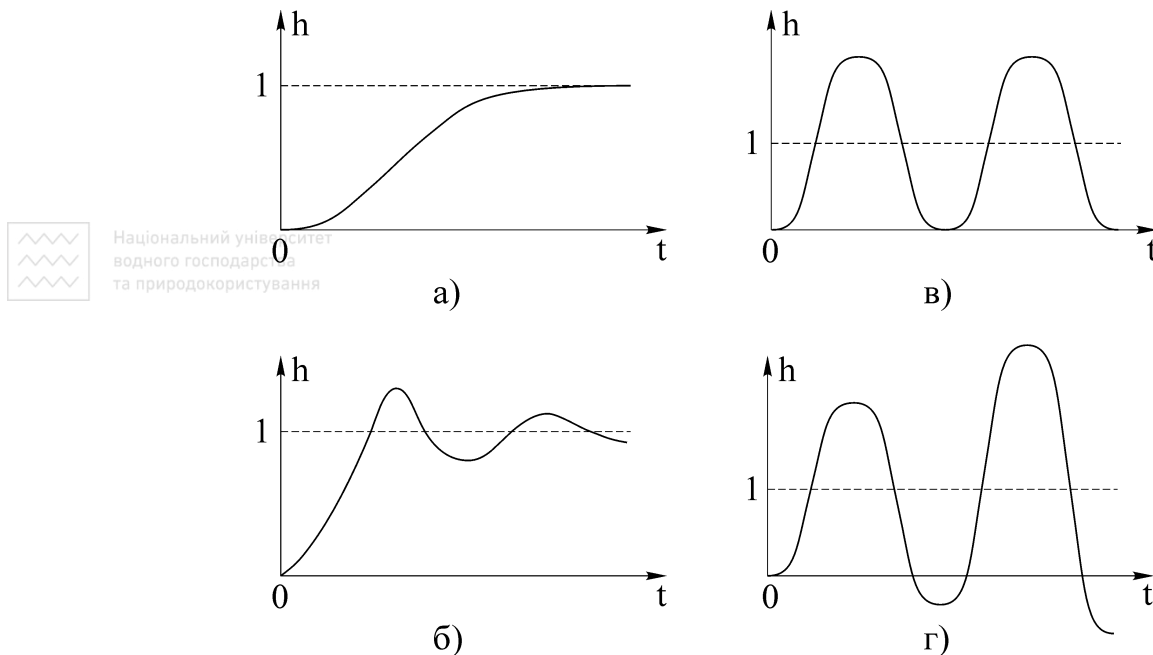 h
1
0
t
а)
h
1
0
t
в)
Національний університет
водного господарства
та природокористування
h
1
0
t
б)
h
1
0
t
г)